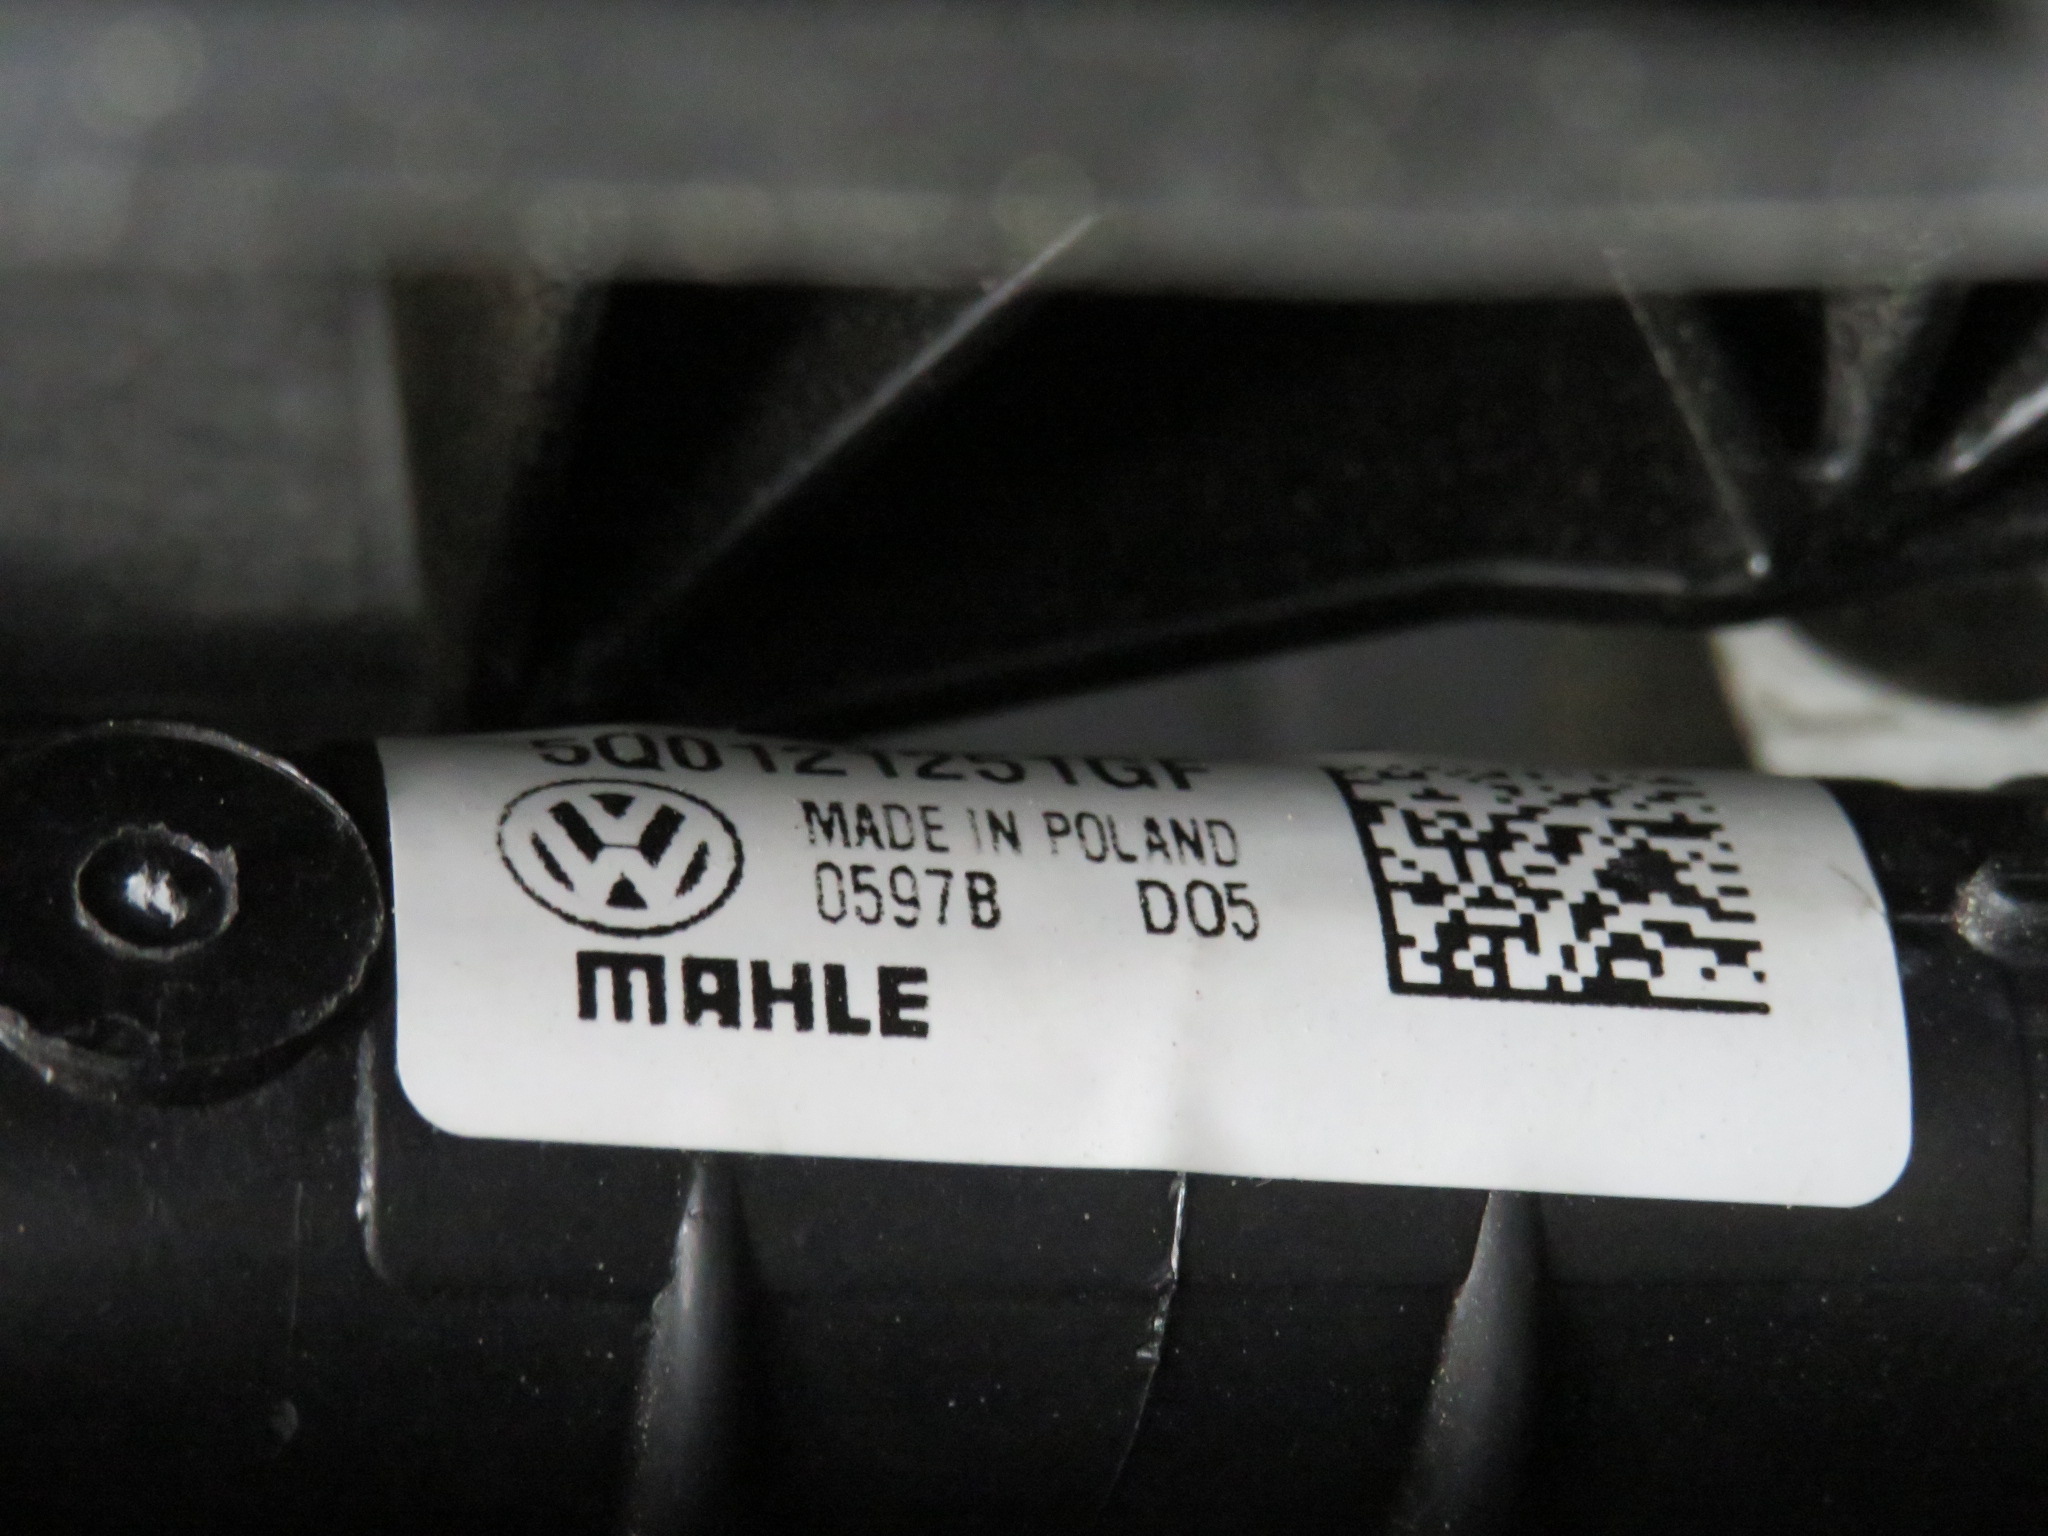 5Q0121251GF
MADE IN POLAND
0597B D05
MAHLE